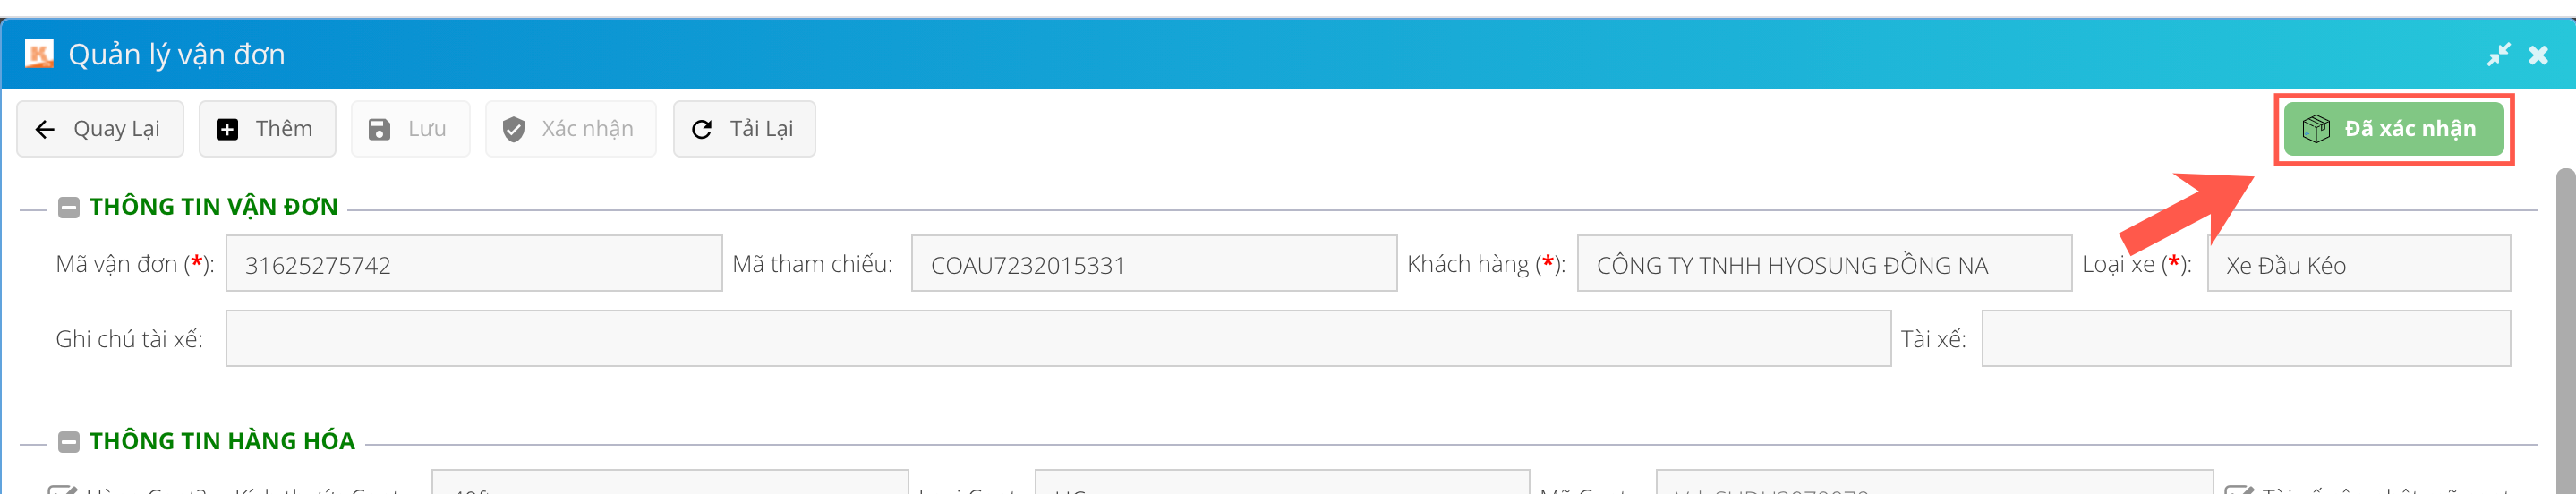 Quản lý vận đơn
Quay Lại Thêm Lưu Xác nhận Tải Lại Đã xác nhận
THÔNG TIN VẬN ĐƠN
Mã vận đơn (*): 31625275742 Mã tham chiếu: COAU7232015331 Khách hàng (*): CÔNG TY TNHH HYOSUNG ĐỒNG NA Loại xe (*): Xe Đầu Kéo
Ghi chú tài xế: Tài xế:
THÔNG TIN HÀNG HÓA